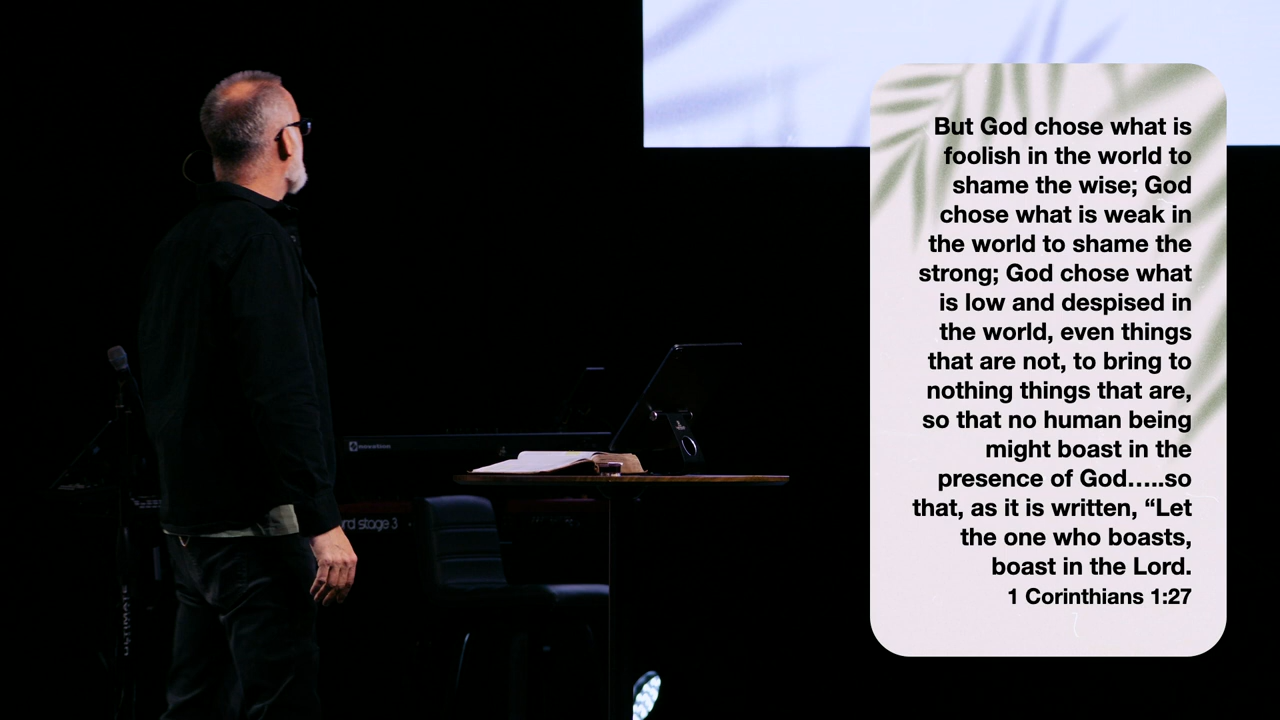 But God chose what is
foolish in the world to
shame the wise; God
chose what is weak in
the world to shame the
strong; God chose what
is low and despised in
the world, even things
that are not, to bring to
nothing things that are,
so that no human being
might boast in the
presence of God…..so
that, as it is written, “Let
the one who boasts,
boast in the Lord.
1 Corinthians 1:27
novation
stage 3
ULTIMATE